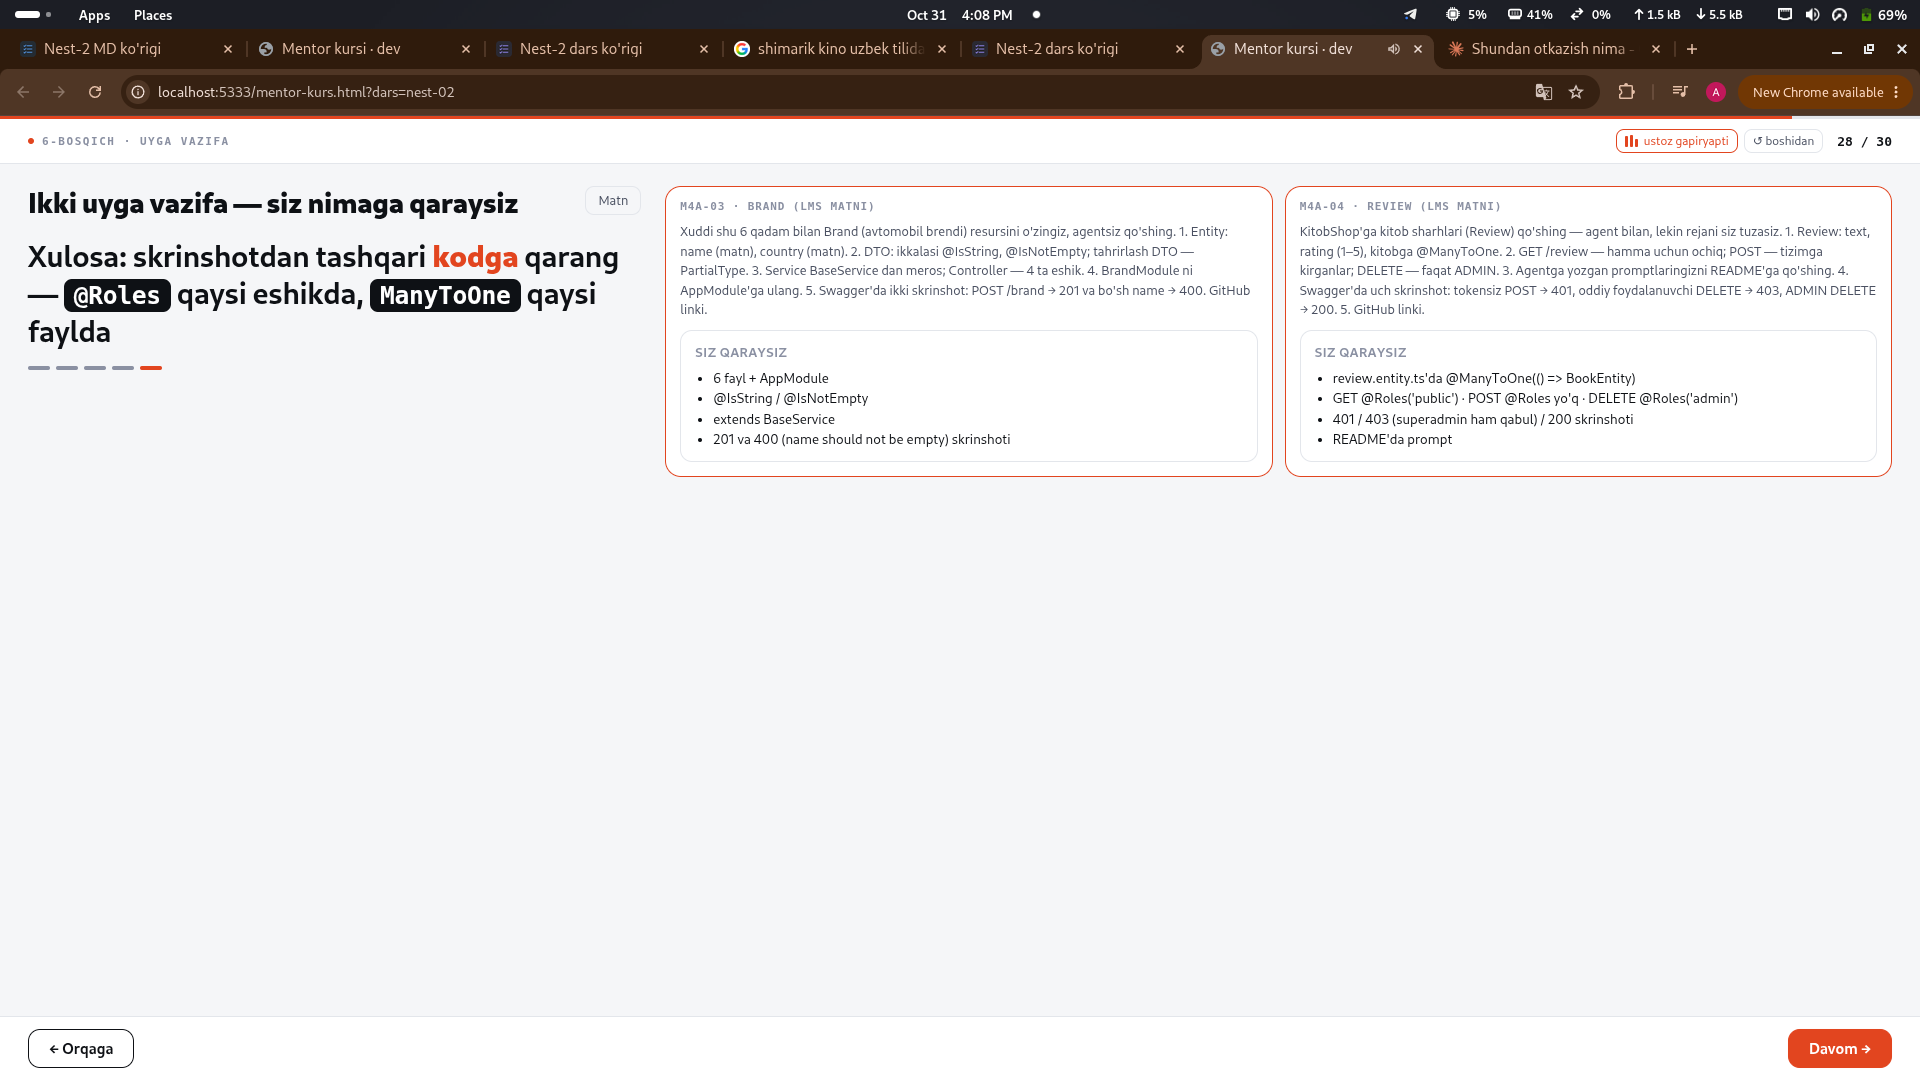 Apps Places Oct 31 4:08 PM 5% 41% 0% 1.5 kB 5.5 kB 69%
Nest-2 MD ko'rigi
Mentor kursi · dev
Nest-2 dars ko'rigi
shimarik kino uzbek tilida
Nest-2 dars ko'rigi
Mentor kursi · dev
Shundan otkazish nima -
localhost:5333/mentor-kurs.html?dars=nest-02
A
New Chrome available
6-BOSQICH · UYGA VAZIFA
ustoz gapiryapti
↺ boshidan
28 / 30
Ikki uyga vazifa — siz nimaga qaraysiz
Matn
Xulosa: skrinshotdan tashqari kodga qarang
— @Roles qaysi eshikda, ManyToOne qaysi
faylda
M4A-03 · BRAND (LMS MATNI)
Xuddi shu 6 qadam bilan Brand (avtomobil brendi) resursini o'zingiz, agentsiz qo'shing. 1. Entity:
name (matn), country (matn). 2. DTO: ikkalasi @IsString, @IsNotEmpty; tahrirlash DTO —
PartialType. 3. Service BaseService dan meros; Controller — 4 ta eshik. 4. BrandModule ni
AppModule'ga ulang. 5. Swagger'da ikki skrinshot: POST /brand → 201 va bo'sh name → 400. GitHub
linki.
SIZ QARAYSIZ
• 6 fayl + AppModule
• @IsString / @IsNotEmpty
• extends BaseService
• 201 va 400 (name should not be empty) skrinshoti
M4A-04 · REVIEW (LMS MATNI)
KitobShop'ga kitob sharhlari (Review) qo'shing — agent bilan, lekin rejani siz tuzasiz. 1. Review: text,
rating (1–5), kitobga @ManyToOne. 2. GET /review — hamma uchun ochiq; POST — tizimga
kirganlar; DELETE — faqat ADMIN. 3. Agentga yozgan promptlaringizni README'ga qo'shing. 4.
Swagger'da uch skrinshot: tokensiz POST → 401, oddiy foydalanuvchi DELETE → 403, ADMIN DELETE
→ 200. 5. GitHub linki.
SIZ QARAYSIZ
• review.entity.ts'da @ManyToOne(() => BookEntity)
• GET @Roles('public') · POST @Roles yo'q · DELETE @Roles('admin')
• 401 / 403 (superadmin ham qabul) / 200 skrinshoti
• README'da prompt
← Orqaga
Davom →